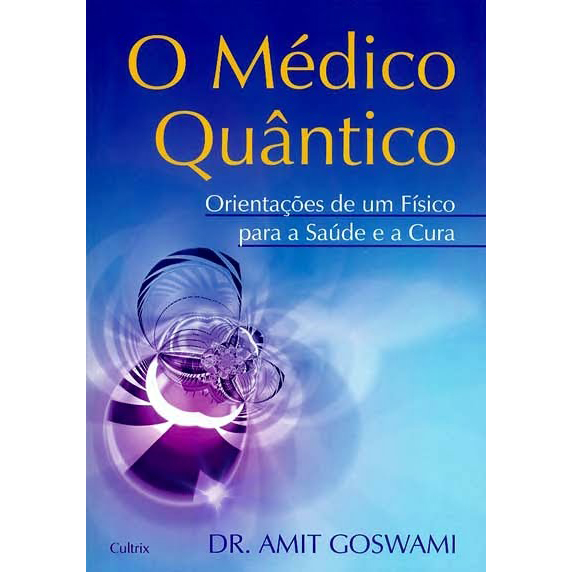 O Médico
Quântico
Orientações de um Físico
para a Saúde e a Cura
Cultrix
DR. AMIT GOSWAMI